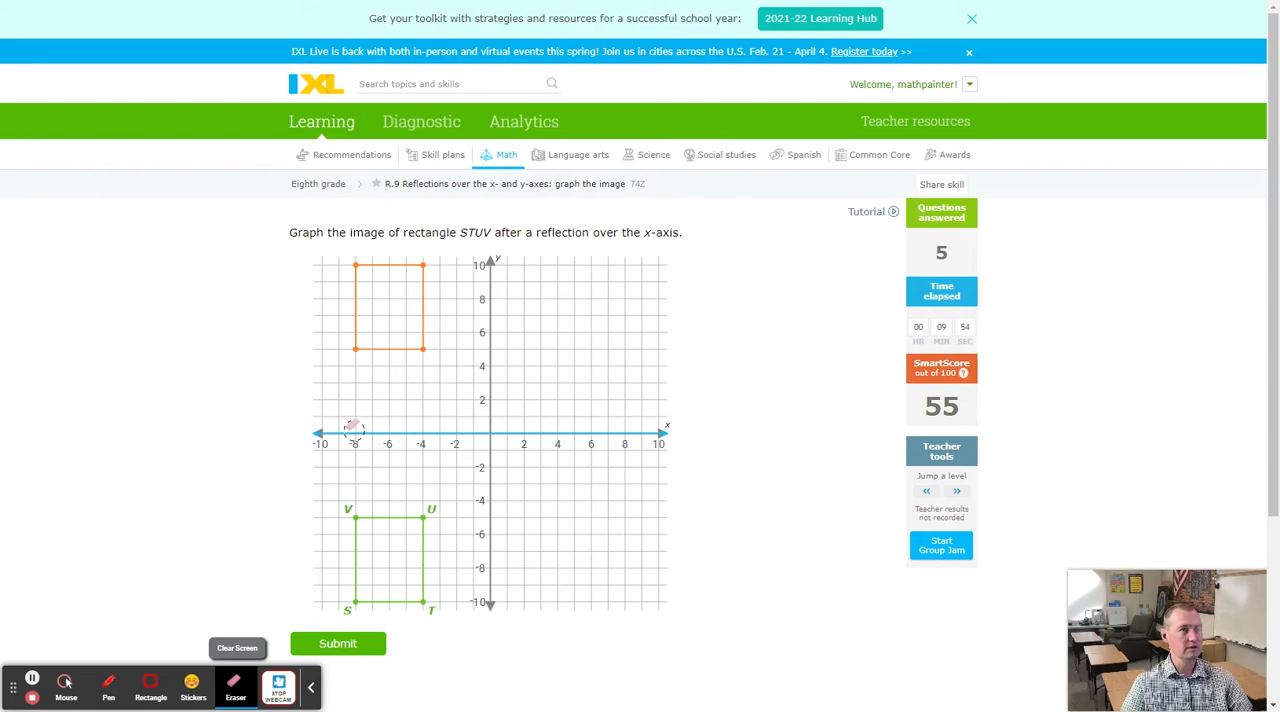 Get your toolkit with strategies and resources for a successful school year: 2021-22 Learning Hub
IXL Live is back with both in-person and virtual events this spring! Join us in cities across the U.S. Feb. 21 - April 4. Register today >>
IXL Search topics and skills Welcome, mathpainter!
Learning Diagnostic Analytics Teacher resources
Recommendations Skill plans Math Language arts Science Social studies Spanish Common Core Awards
Eighth grade > R.9 Reflections over the x- and y-axes: graph the image 74Z Share skill
Tutorial
Graph the image of rectangle STUV after a reflection over the x-axis.
y
10
8
6
4
2
x
-10 -8 -6 -4 -2 2 4 6 8 10
-2
-4
V U
-6
-8
-10
S T
Submit
Questions
answered
5
Time
elapsed
00 09 54
HR MIN SEC
SmartScore
out of 100 ?
55
Teacher
tools
Jump a level
Teacher results
not recorded
Start
Group Jam
Clear Screen
Mouse Pen Rectangle Stickers Eraser STOP
WEBCAM